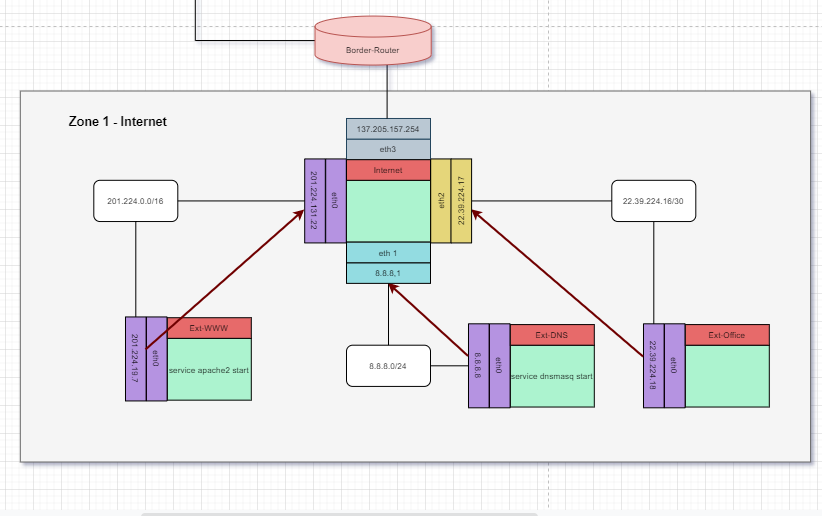 Border-Router
Zone 1 - Internet
137.205.157.254
eth3
Internet
201.224.131.22
eth0
eth2
22.39.224.17
201.224.0.0/16
22.39.224.16/30
eth 1
8.8.8,1
201.224.19.7
eth0
Ext-WWW
service apache2 start
8.8.8.0/24
8.8.8.8
eth0
Ext-DNS
service dnsmasq start
22.39.224.18
eth0
Ext-Office